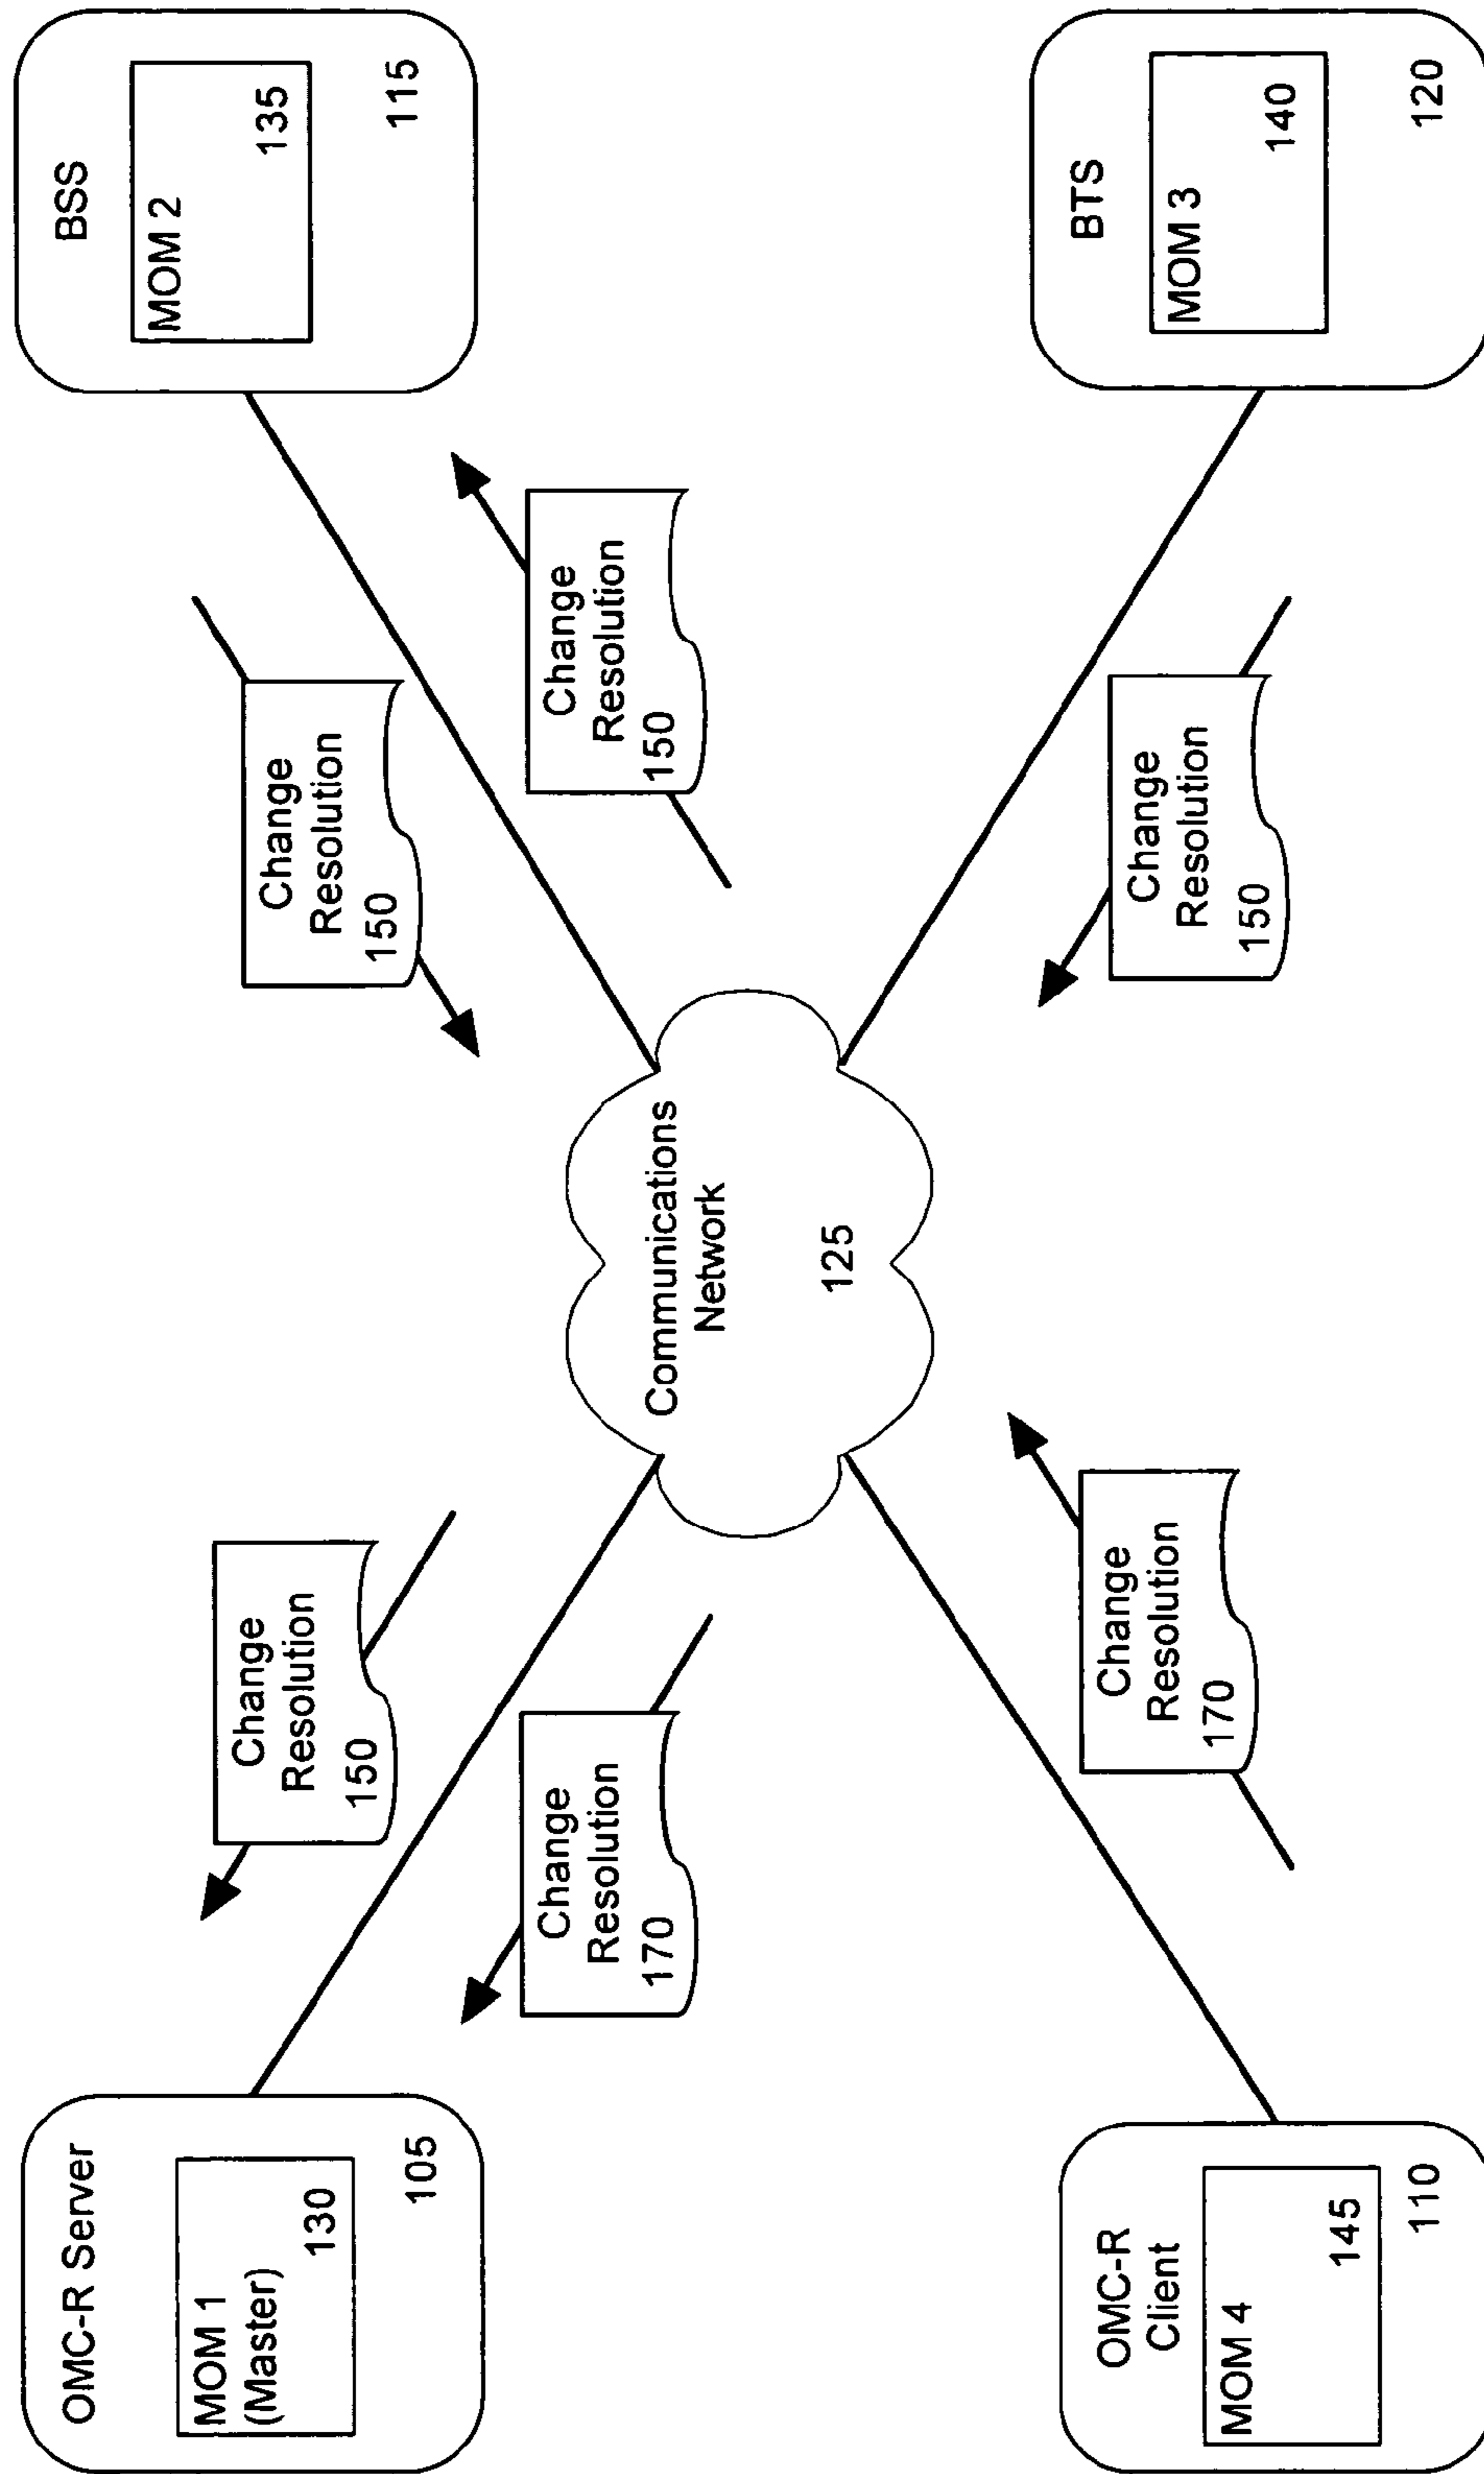 OMC-R Server
MOM 1
(Master)
130
105
Change
Resolution
150
Change
Resolution
170
Change
Resolution
150
Change
Resolution
150
BSS
MOM 2
135
115
Communications
Network
125
OMC-R
Client
MOM 4
145
110
Change
Resolution
170
Change
Resolution
150
BTS
MOM 3
140
120